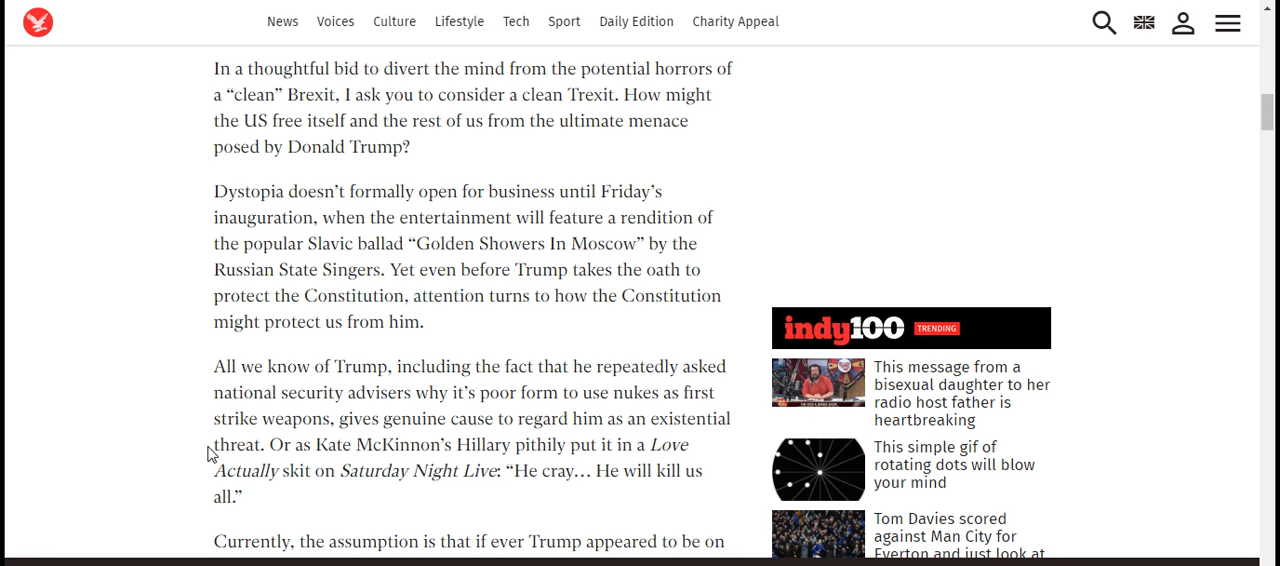 News Voices Culture Lifestyle Tech Sport Daily Edition Charity Appeal
In a thoughtful bid to divert the mind from the potential horrors of
a “clean” Brexit, I ask you to consider a clean Trexit. How might
the US free itself and the rest of us from the ultimate menace
posed by Donald Trump?
Dystopia doesn’t formally open for business until Friday’s
inauguration, when the entertainment will feature a rendition of
the popular Slavic ballad “Golden Showers In Moscow” by the
Russian State Singers. Yet even before Trump takes the oath to
protect the Constitution, attention turns to how the Constitution
might protect us from him.
All we know of Trump, including the fact that he repeatedly asked
national security advisers why it’s poor form to use nukes as first
strike weapons, gives genuine cause to regard him as an existential
threat. Or as Kate McKinnon’s Hillary pithily put it in a Love
Actually skit on Saturday Night Live: “He cray… He will kill us
all.”
Currently, the assumption is that if ever Trump appeared to be on
indy100 TRENDING
This message from a
bisexual daughter to her
radio host father is
heartbreaking
This simple gif of
rotating dots will blow
your mind
Tom Davies scored
against Man City for
Everton and just look at